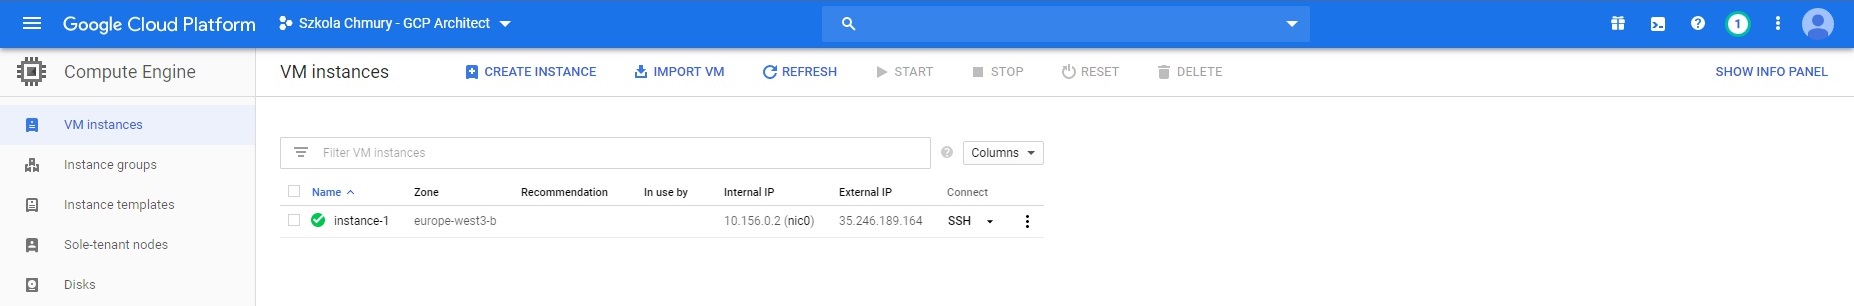 Google Cloud Platform Szkola Chmury - GCP Architect 1
Compute Engine VM instances CREATE INSTANCE IMPORT VM REFRESH START STOP RESET DELETE SHOW INFO PANEL
VM instances
Instance groups
Instance templates
Sole-tenant nodes
Disks
Filter VM instances ? Columns
Name Zone Recommendation In use by Internal IP External IP Connect
instance-1 europe-west3-b 10.156.0.2 (nic0) 35.246.189.164 SSH